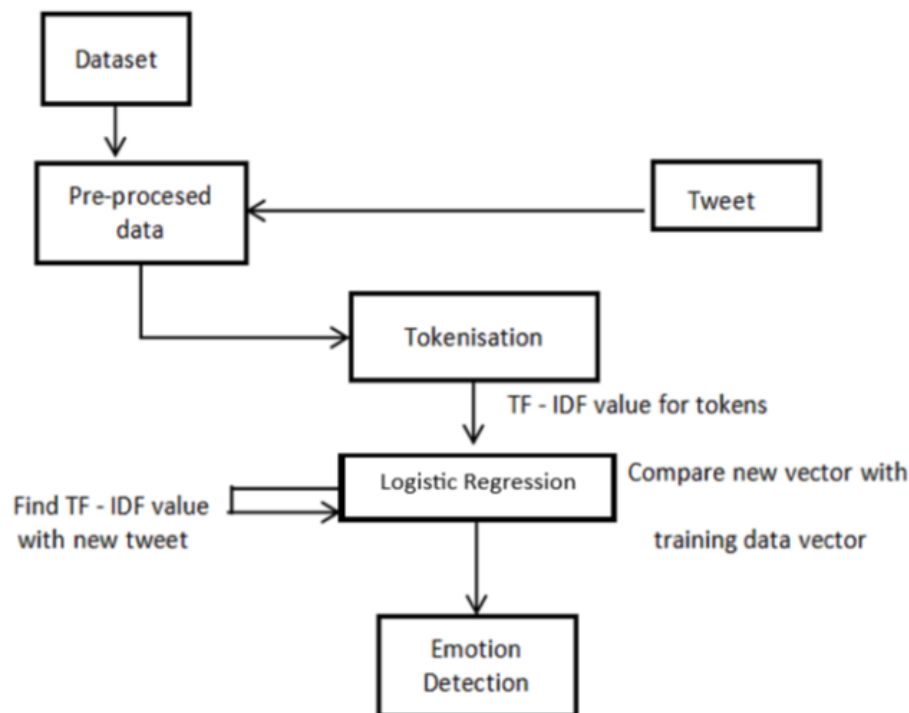 Dataset
Pre-procesed
data
Tweet
Tokenisation
TF - IDF value for tokens
Logistic Regression
Compare new vector with
training data vector
Find TF - IDF value
with new tweet
Emotion
Detection